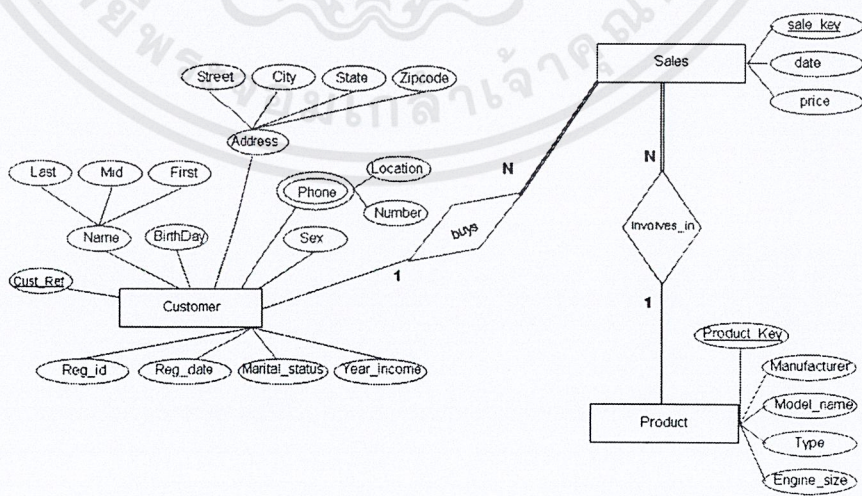 sale_key
Sales
date
price
Street
City
State
Zipcode
Address
Last
Mid
First
Phone
Location
Number
Name
BirthDay
Sex
N
N
buys
Involves_in
1
1
Cust_Ref
Customer
Reg_id
Reg_date
Marital_status
Year_income
Product_Key
Manufacturer
Model_name
Product
Type
Engine_size